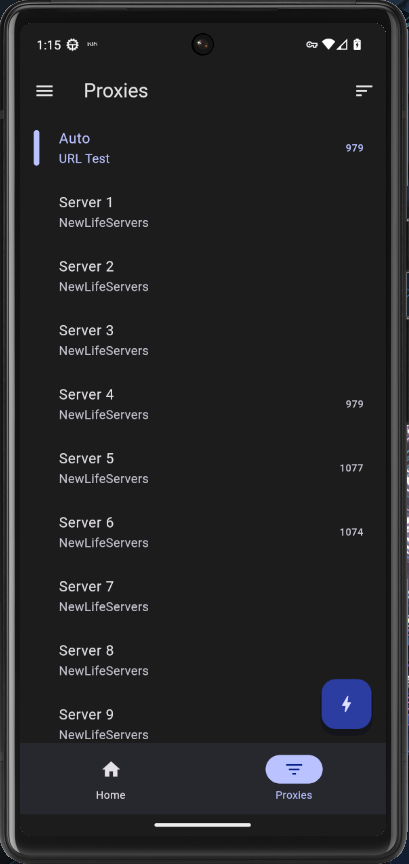 1:15
Proxies
Auto
URL Test
979
Server 1
NewLifeServers
Server 2
NewLifeServers
Server 3
NewLifeServers
Server 4
NewLifeServers
979
Server 5
NewLifeServers
1077
Server 6
NewLifeServers
1074
Server 7
NewLifeServers
Server 8
NewLifeServers
Server 9
NewLifeServers
Home
Proxies